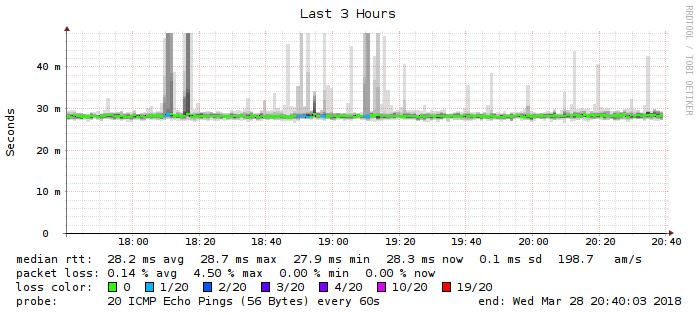 Last 3 Hours
RRDTOOL / TOBI OETIKER
Seconds
40 m
30 m
20 m
10 m
0
18:00 18:20 18:40 19:00 19:20 19:40 20:00 20:20 20:40
median rtt: 28.2 ms avg 28.7 ms max 27.9 ms min 28.3 ms now 0.1 ms sd 198.7 am/s
packet loss: 0.14 % avg 4.50 % max 0.00 % min 0.00 % now
loss color: 0 1/20 2/20 3/20 4/20 10/20 19/20
probe: 20 ICMP Echo Pings (56 Bytes) every 60s end: Wed Mar 28 20:40:03 2018